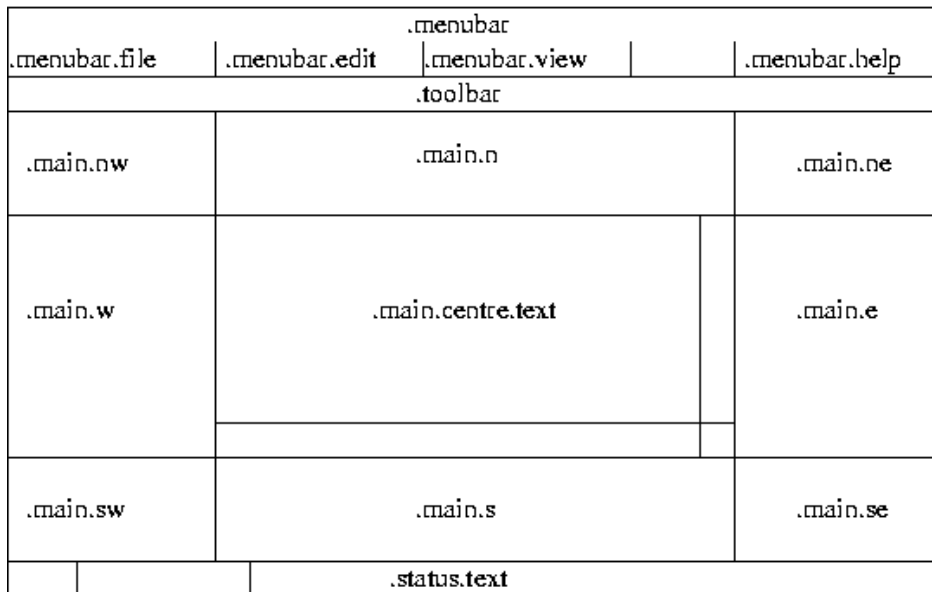 .menubar
.menubar.file .menubar.edit .menubar.view .menubar.help
.toolbar
.main.nw .main.n .main.ne
.main.w .main.centre.text .main.e
.main.sw .main.s .main.se
.status.text